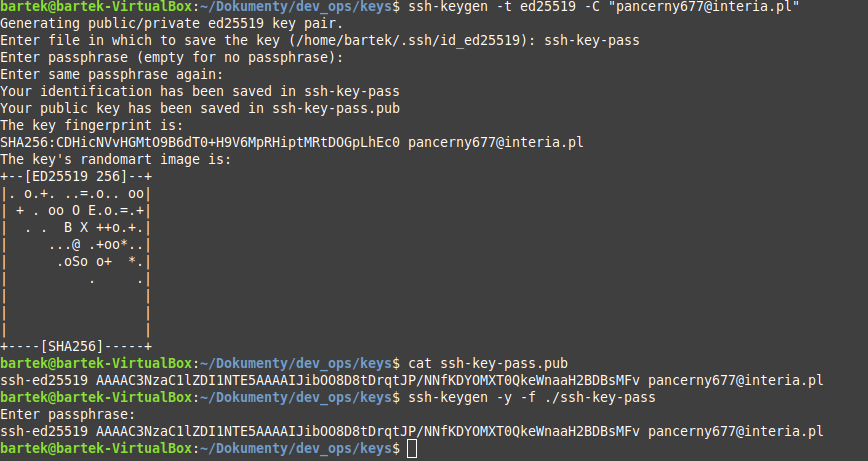 bartek@bartek-VirtualBox:~/Dokumenty/dev_ops/keys$ ssh-keygen -t ed25519 -C "pancerny677@interia.pl"
Generating public/private ed25519 key pair.
Enter file in which to save the key (/home/bartek/.ssh/id_ed25519): ssh-key-pass
Enter passphrase (empty for no passphrase):
Enter same passphrase again:
Your identification has been saved in ssh-key-pass
Your public key has been saved in ssh-key-pass.pub
The key fingerprint is:
SHA256:CDHicNVvHGMtO9B6dT0+H9V6MpRHiptMRtDOGpLhEc0 pancerny677@interia.pl
The key's randomart image is:
+--[ED25519 256]--+
|. o.+. ..=.o.. oo|
| + . oo O E.o.=.+|
|  . .  B X ++o.+.|
|     ...@ .+oo*..|
|      .oSo o+  *.|
|          .     .|
|                 |
|                 |
|                 |
+----[SHA256]-----+
bartek@bartek-VirtualBox:~/Dokumenty/dev_ops/keys$ cat ssh-key-pass.pub
ssh-ed25519 AAAAC3NzaC1lZDI1NTE5AAAAIJibOO8D8tDrqtJP/NNfKDYOMXT0QkeWnaaH2BDBsMFv pancerny677@interia.pl
bartek@bartek-VirtualBox:~/Dokumenty/dev_ops/keys$ ssh-keygen -y -f ./ssh-key-pass
Enter passphrase:
ssh-ed25519 AAAAC3NzaC1lZDI1NTE5AAAAIJibOO8D8tDrqtJP/NNfKDYOMXT0QkeWnaaH2BDBsMFv pancerny677@interia.pl
bartek@bartek-VirtualBox:~/Dokumenty/dev_ops/keys$